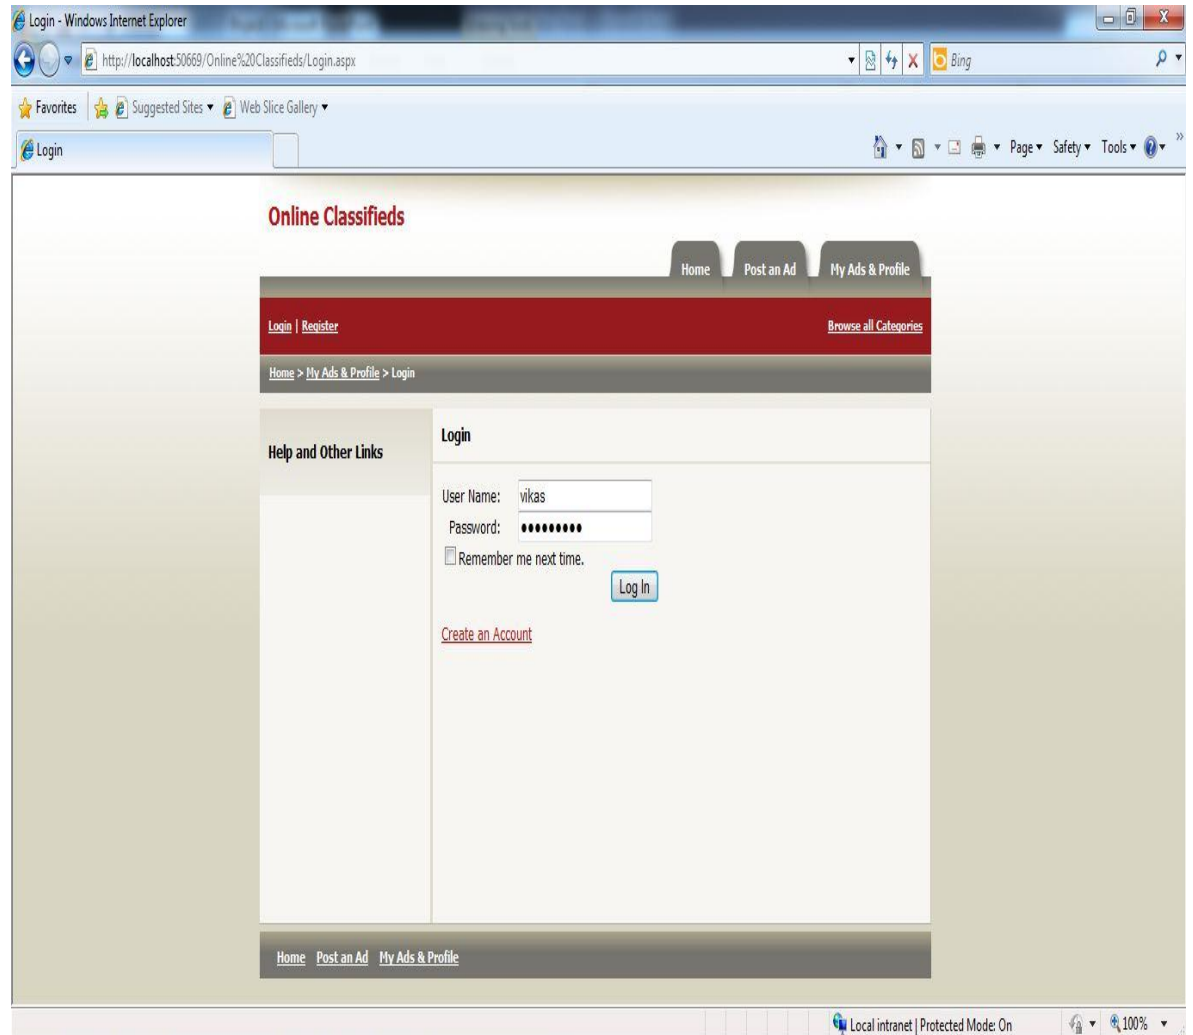 Login - Windows Internet Explorer
http://localhost:50669/Online%20Classifieds/Login.aspx
Bing
Favorites Suggested Sites Web Slice Gallery
Login
Page Safety Tools
Online Classifieds
Home Post an Ad My Ads & Profile
Login | Register Browse all Categories
Home > My Ads & Profile > Login
Help and Other Links
Login
User Name: vikas
Password: •••••••••
Remember me next time.
Log In
Create an Account
Home Post an Ad My Ads & Profile
Local intranet | Protected Mode: On 100%